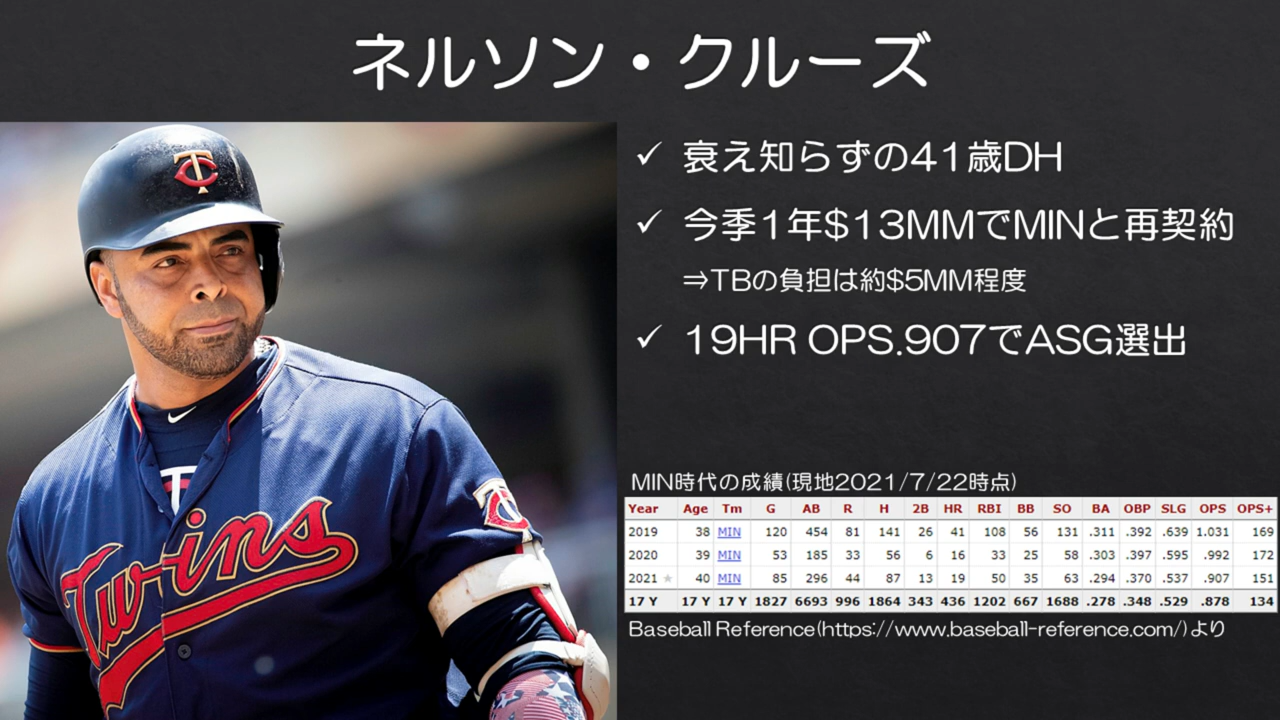 ネルソン・クルーズ
✓ 衰え知らずの41歳DH
✓ 今季1年$13MMでMINと再契約
⇒TBの負担は約$5MM程度
✓ 19HR OPS.907でASG選出
Twins
MIN時代の成績(現地2021/7/22時点)
Year Age Tm G AB R H 2B HR RBI BB SO BA OBP SLG OPS OPS+
2019 38 MIN 120 454 81 141 26 41 108 56 131 .311 .392 .639 1.031 169
2020 39 MIN 53 185 33 56 6 16 33 25 58 .303 .397 .595 .992 172
2021 ★ 40 MIN 85 296 44 87 13 19 50 35 63 .294 .370 .537 .907 151
17 Y 17 Y 17 Y 1827 6693 996 1864 343 436 1202 667 1688 .278 .348 .529 .878 134
Baseball Reference(https://www.baseball-reference.com/)より